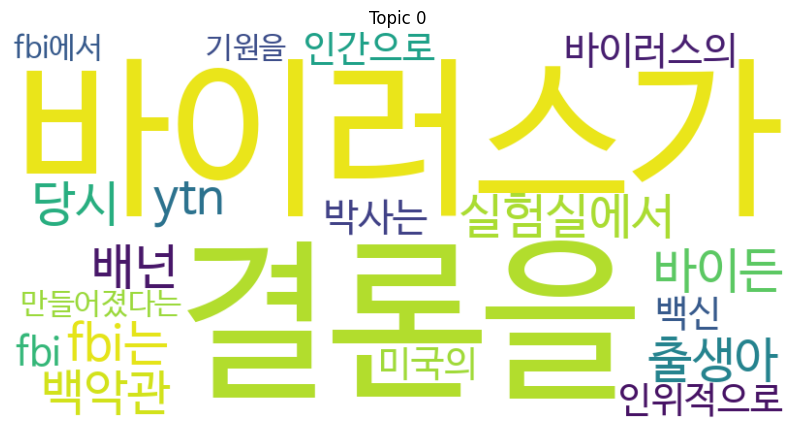 Topic 0
fbi에서 기원을 인간으로 바이러스의
바이러스가
당시 ytn 박사는 실험실에서
배넌 결론을 바이든
만들어졌다는 백신
fbi fbi는 미국의 출생아
백악관 인위적으로